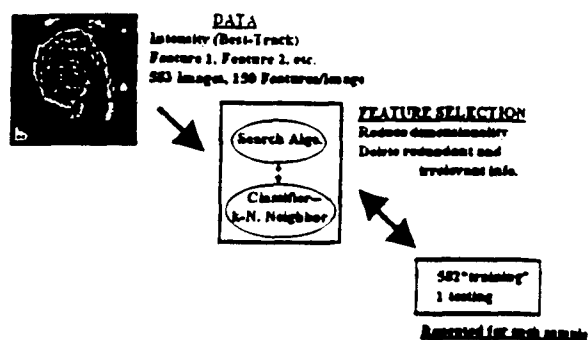 DATA
Intensity (Best-Track)
Feature 1, Feature 2, etc.
583 Images, 150 Features/Image
b
FEATURE SELECTION
Reduce dimensionality
Delete redundant and
irrelevant info.
Search Algo.
Classifier–
k-N. Neighbor
582 "training"
1 testing
Repeated for each sample